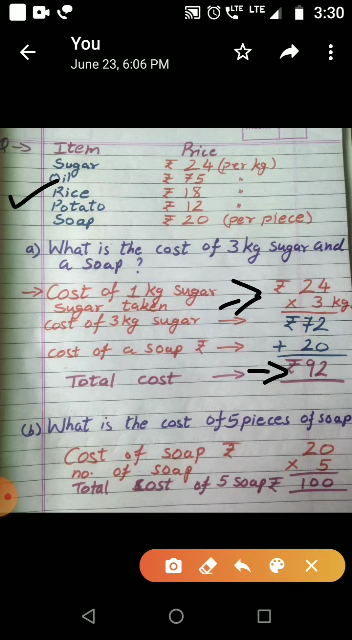 LTE LTE 3:30
You
June 23, 6:06 PM
Item Price
Sugar ₹ 24 (per kg)
Oil ₹ 75 "
Rice ₹ 18 "
Potato ₹ 12 "
Soap ₹ 20 (per piece)
a) What is the cost of 3 kg sugar and
a soap ?
→ Cost of 1 kg sugar ₹ 24
Sugar taken × 3 kg
cost of 3 kg sugar → ₹72
cost of a soap ₹ → + 20
Total cost → ₹92
(b) What is the cost of 5 pieces of soap
Cost of soap ₹ 20
no. of soap × 5
Total cost of 5 soap ₹ 100